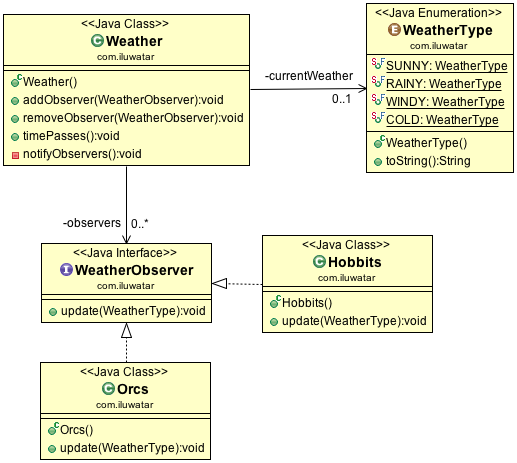 <<Java Class>>
Weather
com.iluwatar
Weather()
addObserver(WeatherObserver):void
removeObserver(WeatherObserver):void
timePasses():void
notifyObservers():void
-currentWeather
0..1
<<Java Enumeration>>
WeatherType
com.iluwatar
SUNNY: WeatherType
RAINY: WeatherType
WINDY: WeatherType
COLD: WeatherType
WeatherType()
toString():String
-observers
0..*
<<Java Interface>>
WeatherObserver
com.iluwatar
update(WeatherType):void
<<Java Class>>
Hobbits
com.iluwatar
Hobbits()
update(WeatherType):void
<<Java Class>>
Orcs
com.iluwatar
Orcs()
update(WeatherType):void